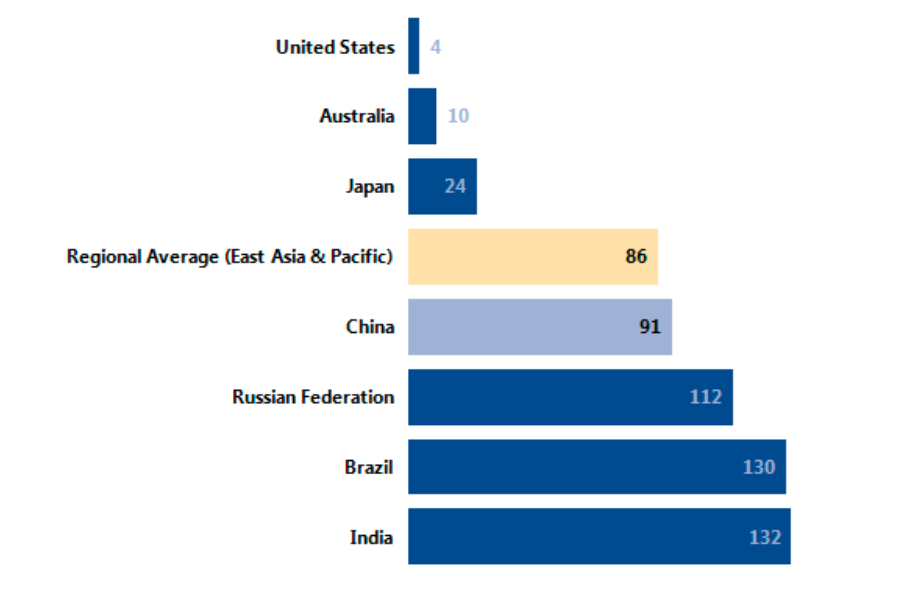 United States 4
Australia 10
Japan 24
Regional Average (East Asia & Pacific) 86
China 91
Russian Federation 112
Brazil 130
India 132